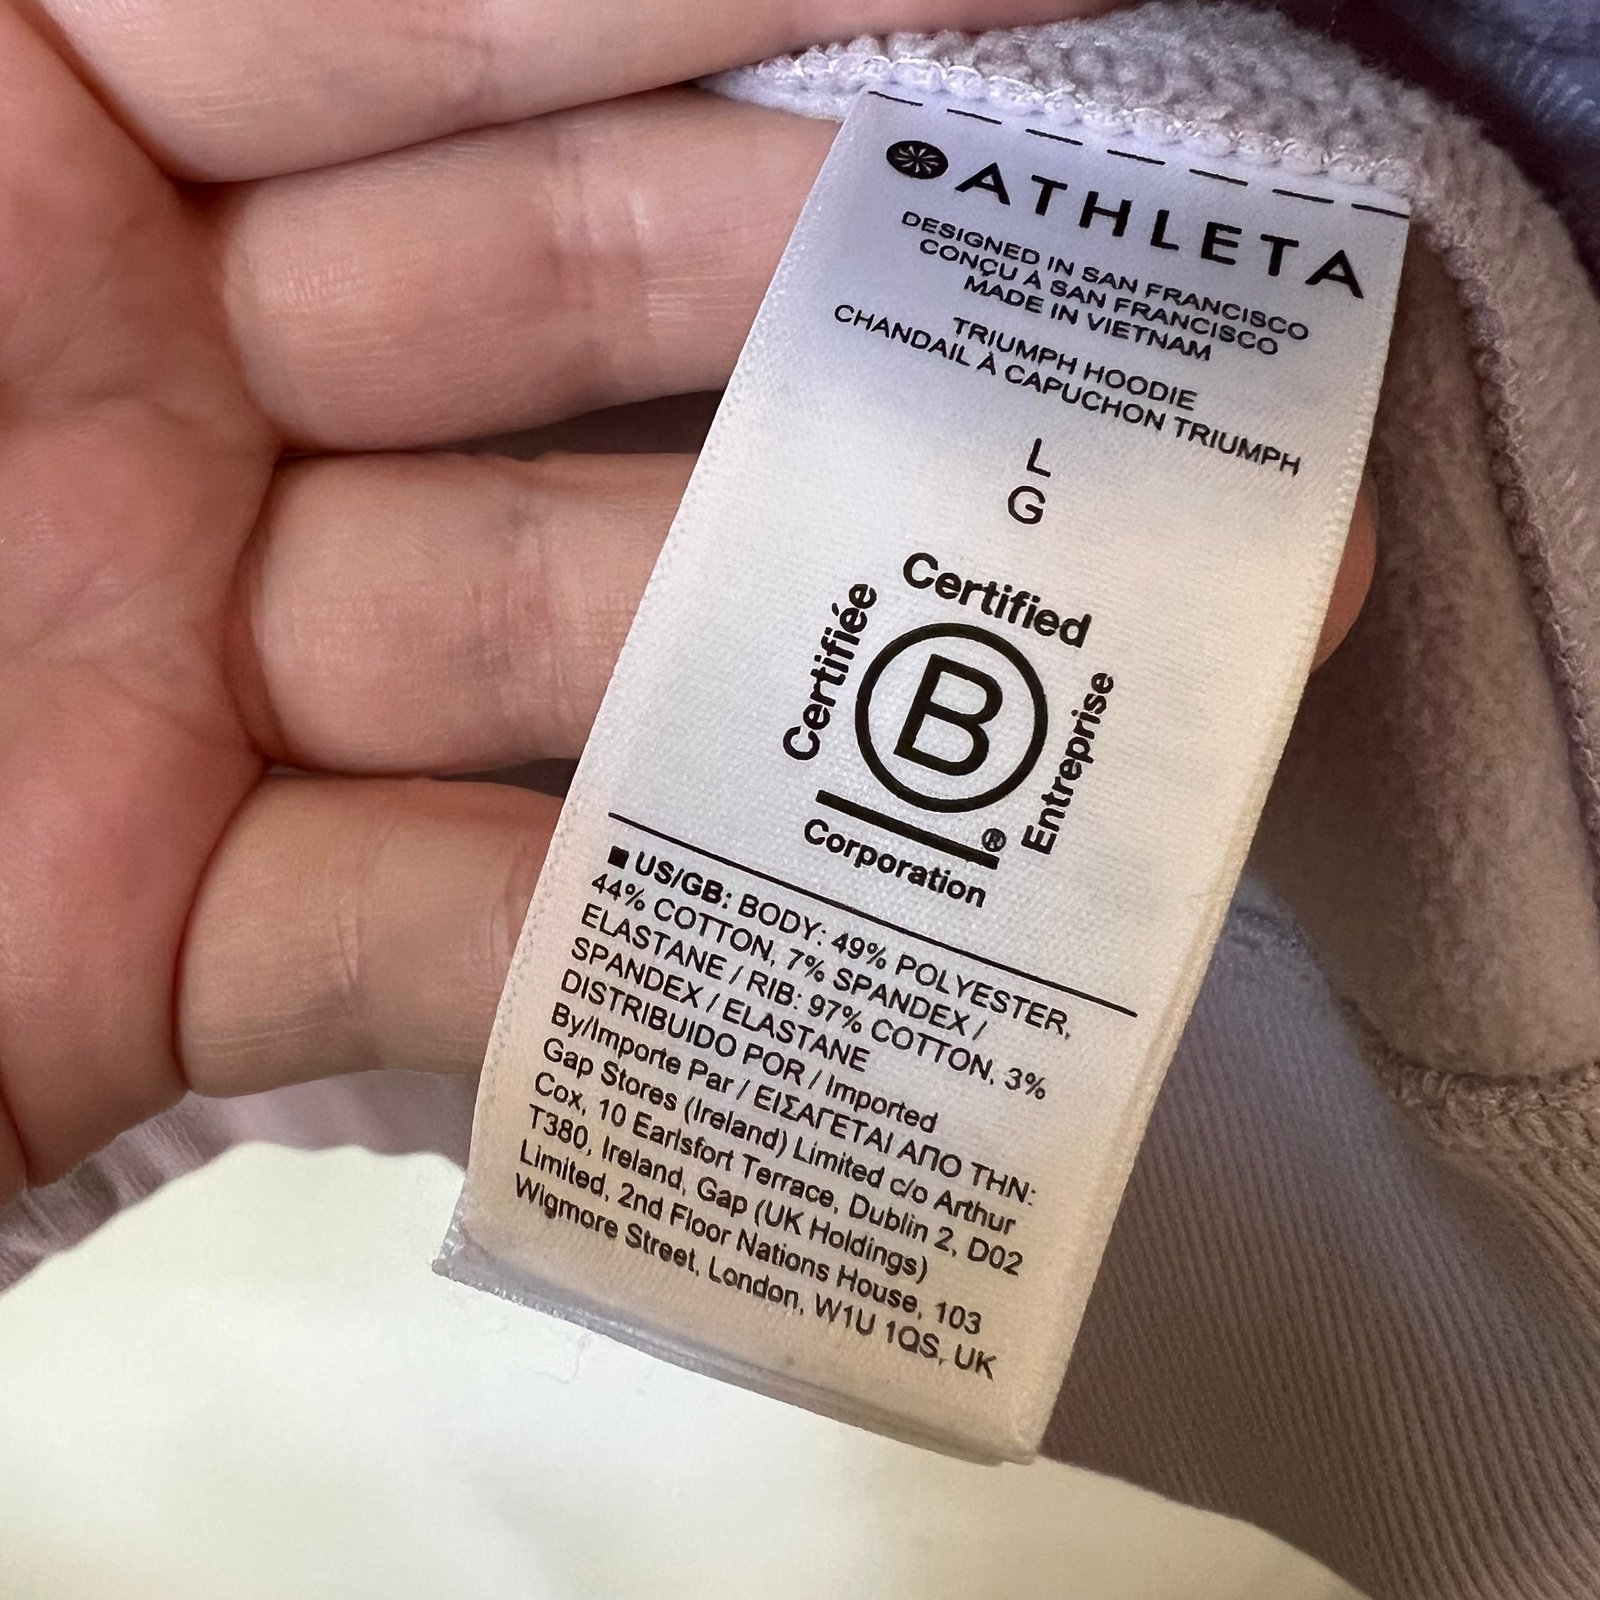 ATHLETA
DESIGNED IN SAN FRANCISCO
CONÇU À SAN FRANCISCO
MADE IN VIETNAM
TRIUMPH HOODIE
CHANDAIL À CAPUCHON TRIUMPH
L
G
Certified
Certifiée
B
Entreprise
®
Corporation
US/GB: BODY: 49% POLYESTER,
44% COTTON, 7% SPANDEX /
ELASTANE / RIB: 97% COTTON, 3%
SPANDEX / ELASTANE
DISTRIBUIDO POR / Imported
By/Importe Par / ΕΙΣΑΓΕΤΑΙ ΑΠΟ ΤΗΝ:
Gap Stores (Ireland) Limited c/o Arthur
Cox, 10 Earlsfort Terrace, Dublin 2, D02
T380, Ireland, Gap (UK Holdings)
Limited, 2nd Floor Nations House, 103
Wigmore Street, London, W1U 1QS, UK